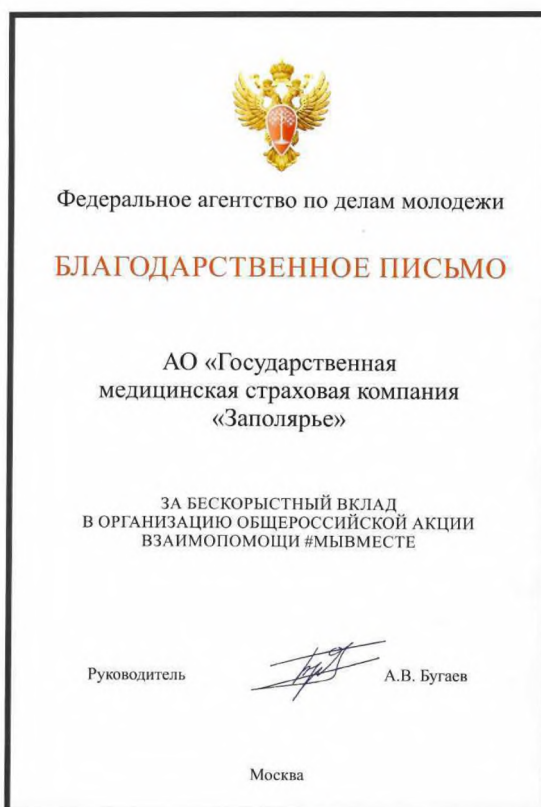 Федеральное агентство по делам молодежи
БЛАГОДАРСТВЕННОЕ ПИСЬМО
АО «Государственная
медицинская страховая компания
«Заполярье»
ЗА БЕСКОРЫСТНЫЙ ВКЛАД
В ОРГАНИЗАЦИЮ ОБЩЕРОССИЙСКОЙ АКЦИИ
ВЗАИМОПОМОЩИ #МЫВМЕСТЕ
Руководитель А.В. Бугаев
Москва